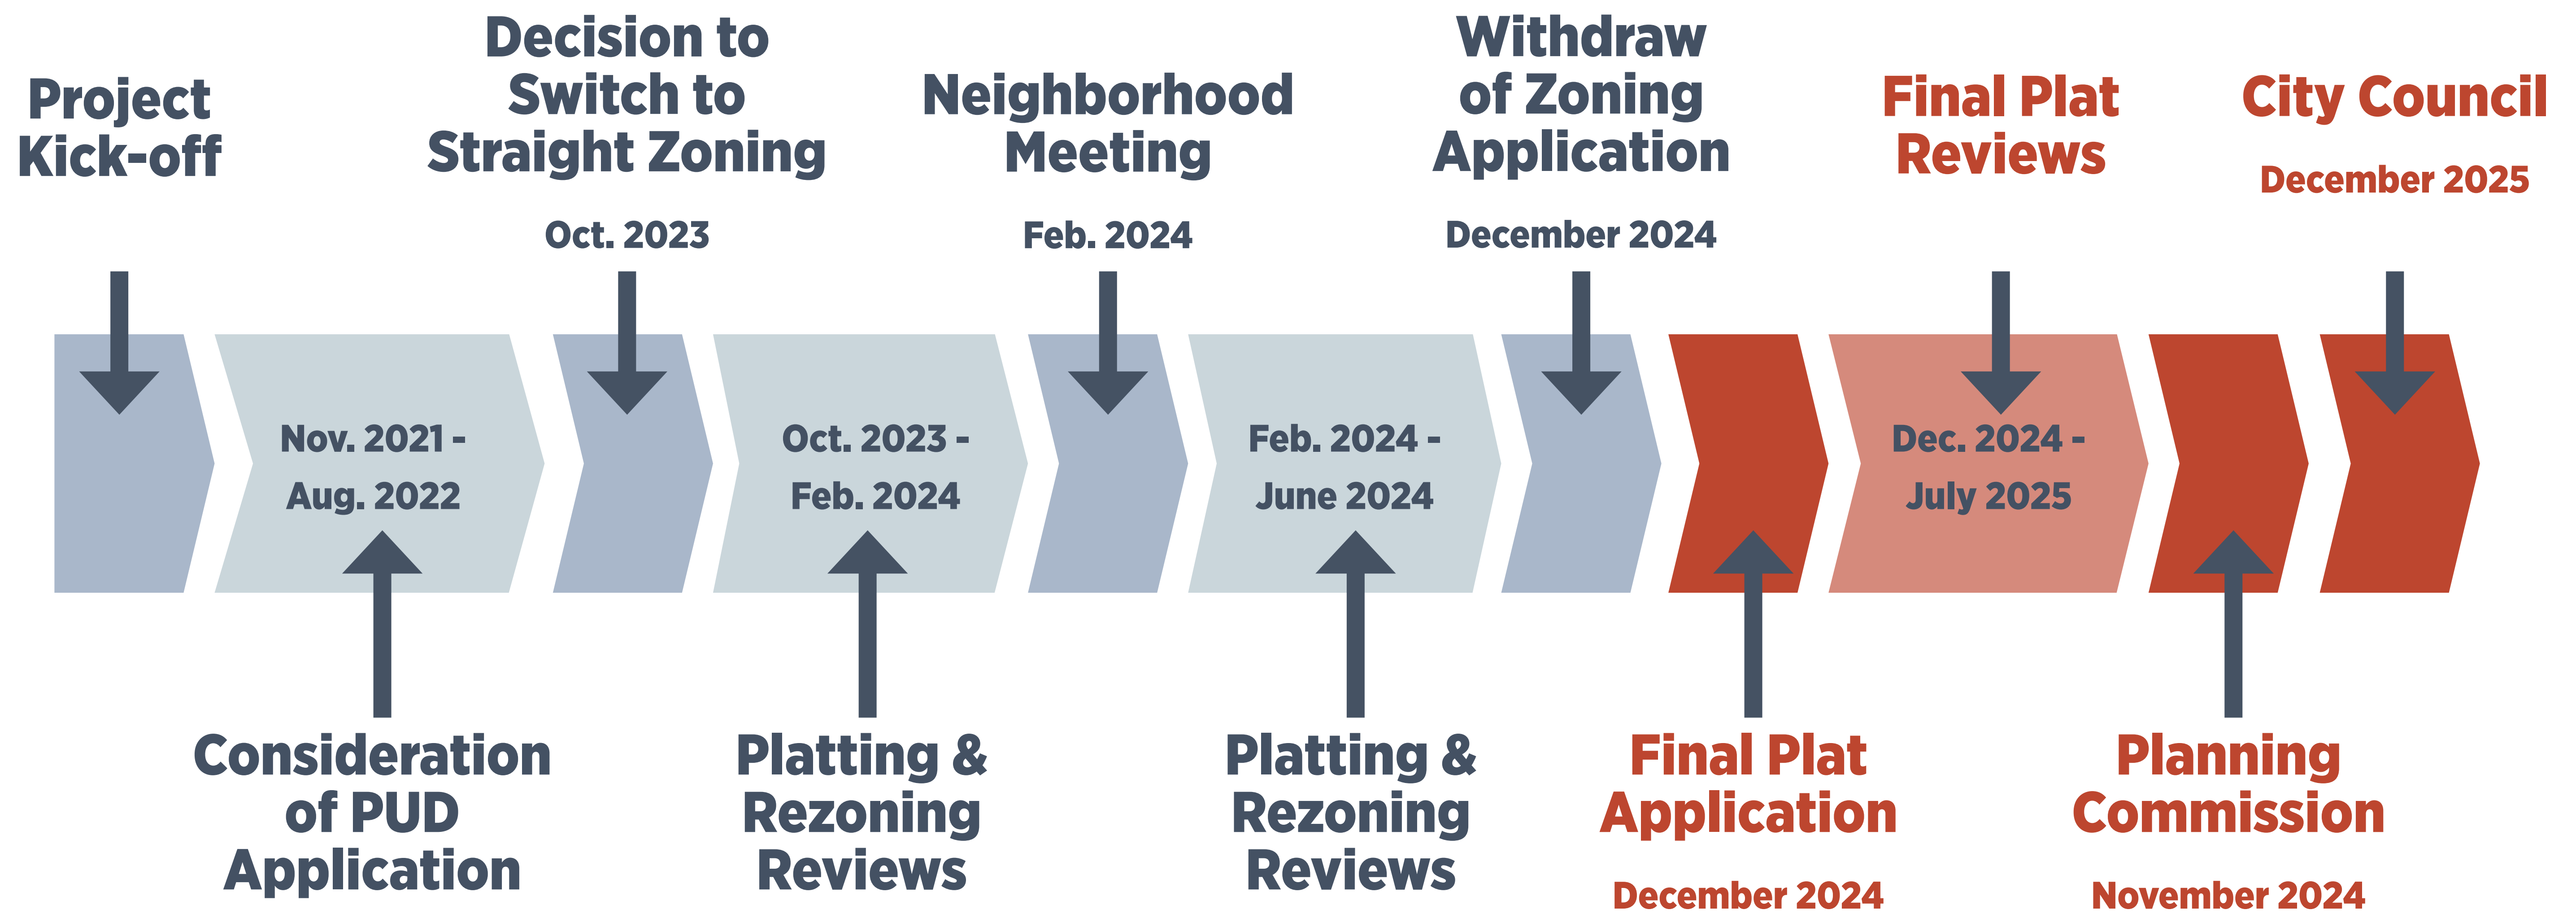 Project
Kick-off
Nov. 2021 -
Aug. 2022
Consideration
of PUD
Application
Decision to
Switch to
Straight Zoning
Oct. 2023
Oct. 2023 -
Feb. 2024
Platting &
Rezoning
Reviews
Neighborhood
Meeting
Feb. 2024
Feb. 2024 -
June 2024
Platting &
Rezoning
Reviews
Withdraw
of Zoning
Application
December 2024
Final Plat
Application
December 2024
Final Plat
Reviews
Dec. 2024 -
July 2025
Planning
Commission
November 2024
City Council
December 2025